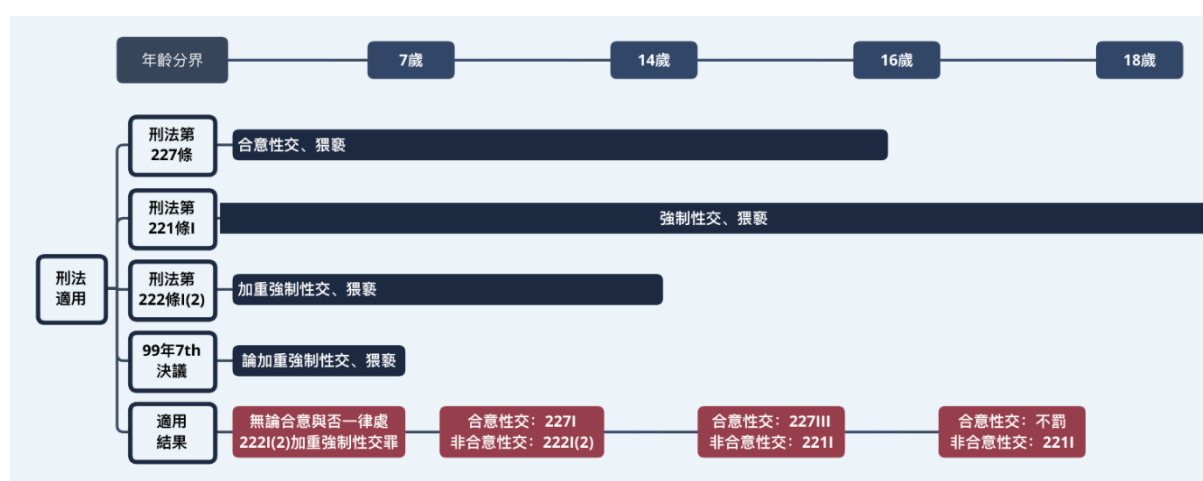 年齡分界
7歲
14歲
16歲
18歲
刑法
適用
刑法第
227條
合意性交、猥褻
刑法第
221條I
強制性交、猥褻
刑法第
222條I(2)
加重強制性交、猥褻
99年7th
決議
論加重強制性交、猥褻
適用
結果
無論合意與否一律處
222I(2)加重強制性交罪
合意性交：227I
非合意性交：222I(2)
合意性交：227III
非合意性交：221I
合意性交：不罰
非合意性交：221I